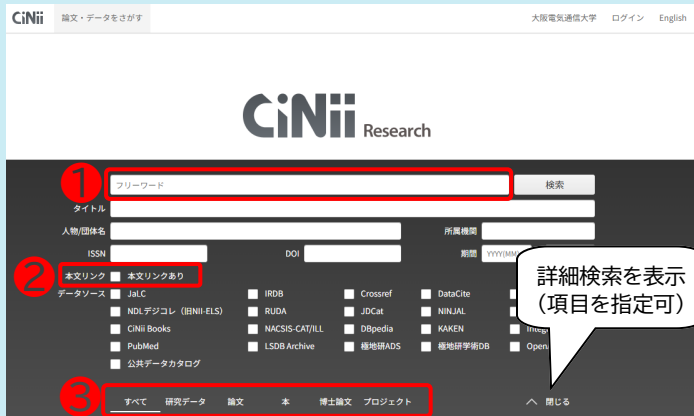 CiNii 論文・データをさがす 大阪電気通信大学 ログイン English
CiNii Research
1 フリーワード 検索
タイトル
人物/団体名 所属機関
ISSN DOI 期間 YYYY(MM)
2 本文リンク 本文リンクあり
データソース JaLC IRDB Crossref DataCite
NDLデジコレ（旧NII-ELS） RUDA JDCat NINJAL
CiNii Books NACSIS-CAT/ILL DBpedia KAKEN
PubMed LSDB Archive 極地研ADS 極地研学術DB
公共データカタログ
詳細検索を表示
（項目を指定可）
3 すべて 研究データ 論文 本 博士論文 プロジェクト 閉じる